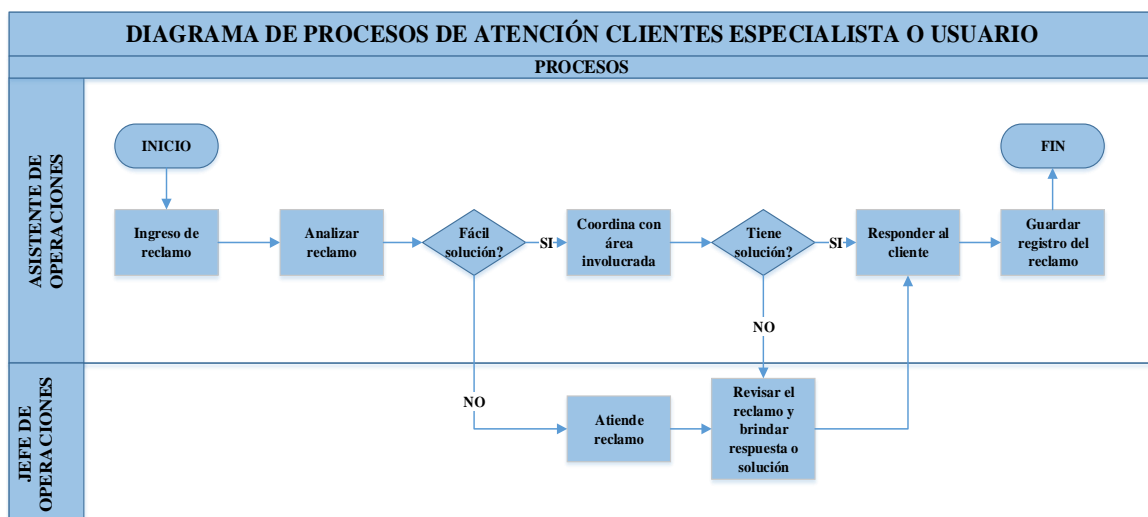 DIAGRAMA DE PROCESOS DE ATENCIÓN CLIENTES ESPECIALISTA O USUARIO
PROCESOS
ASISTENTE DE
OPERACIONES
INICIO
FIN
Ingreso de
reclamo
Analizar
reclamo
Fácil
solución?
SI
Coordina con
área
involucrada
Tiene
solución?
SI
Responder al
cliente
Guardar
registro del
reclamo
NO
JEFE DE
OPERACIONES
NO
Atiende
reclamo
Revisar el
reclamo y
brindar
respuesta o
solución